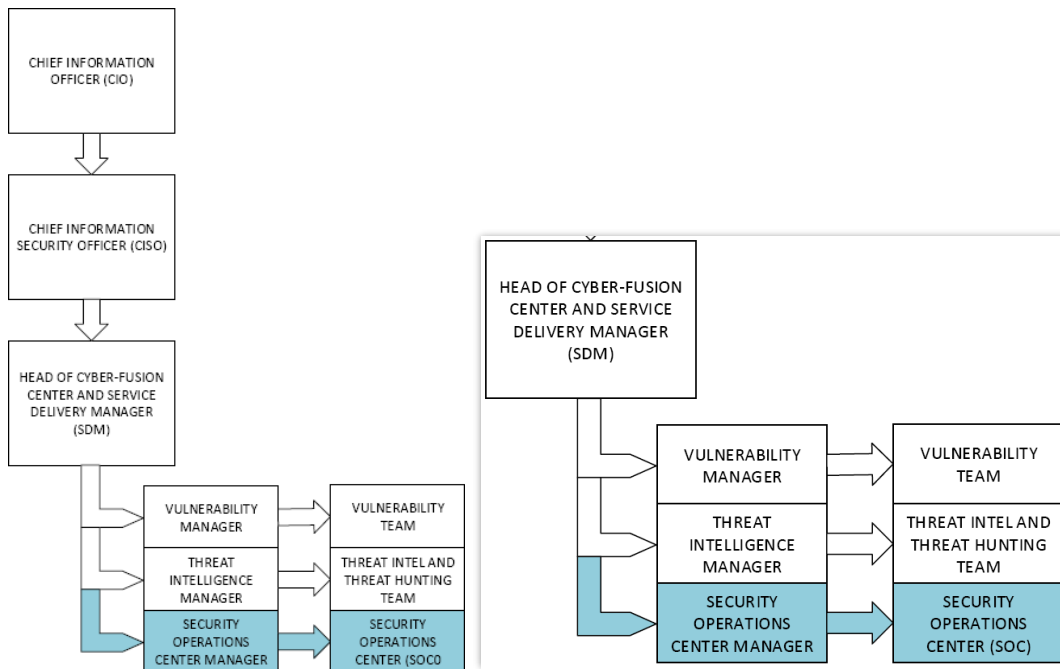 CHIEF INFORMATION
OFFICER (CIO)
CHIEF INFORMATION
SECURITY OFFICER (CISO)
HEAD OF CYBER-FUSION
CENTER AND SERVICE
DELIVERY MANAGER
(SDM)
VULNERABILITY
MANAGER
VULNERABILITY
TEAM
THREAT
INTELLIGENCE
MANAGER
THREAT INTEL AND
THREAT HUNTING
TEAM
SECURITY
OPERATIONS
CENTER MANAGER
SECURITY
OPERATIONS
CENTER (SOC0
HEAD OF CYBER-FUSION
CENTER AND SERVICE
DELIVERY MANAGER
(SDM)
VULNERABILITY
MANAGER
VULNERABILITY
TEAM
THREAT
INTELLIGENCE
MANAGER
THREAT INTEL AND
THREAT HUNTING
TEAM
SECURITY
OPERATIONS
CENTER MANAGER
SECURITY
OPERATIONS
CENTER (SOC)